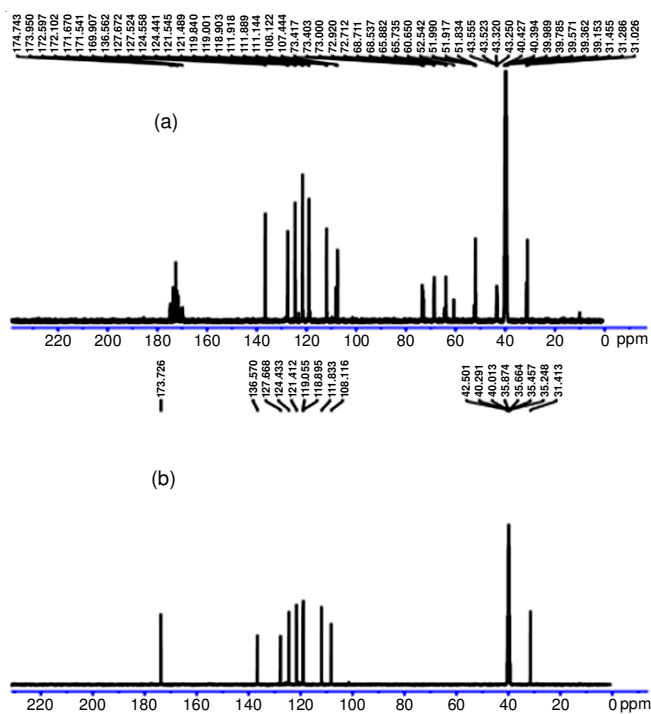 174.743 173.950 172.597 172.102 171.670 171.541 169.907 136.562 127.672 127.524 124.558 124.441 121.545 121.489 119.840 119.001 118.903 111.918 111.889 111.144 108.122 107.444 73.417 73.403 73.000 72.920 72.712 68.711 68.537 65.882 65.735 60.650 52.542 51.990 51.917 51.834 43.555 43.523 43.320 43.250 40.427 40.394 39.989 39.785 39.571 39.362 39.153 31.455 31.286 31.026
(a)
220 200 180 160 140 120 100 80 60 40 20 0 ppm
173.726 136.570 127.668 124.433 121.412 119.055 118.895 111.833 108.116 42.501 40.291 40.013 35.874 35.664 35.457 35.248 31.413
(b)
220 200 180 160 140 120 100 80 60 40 20 0 ppm